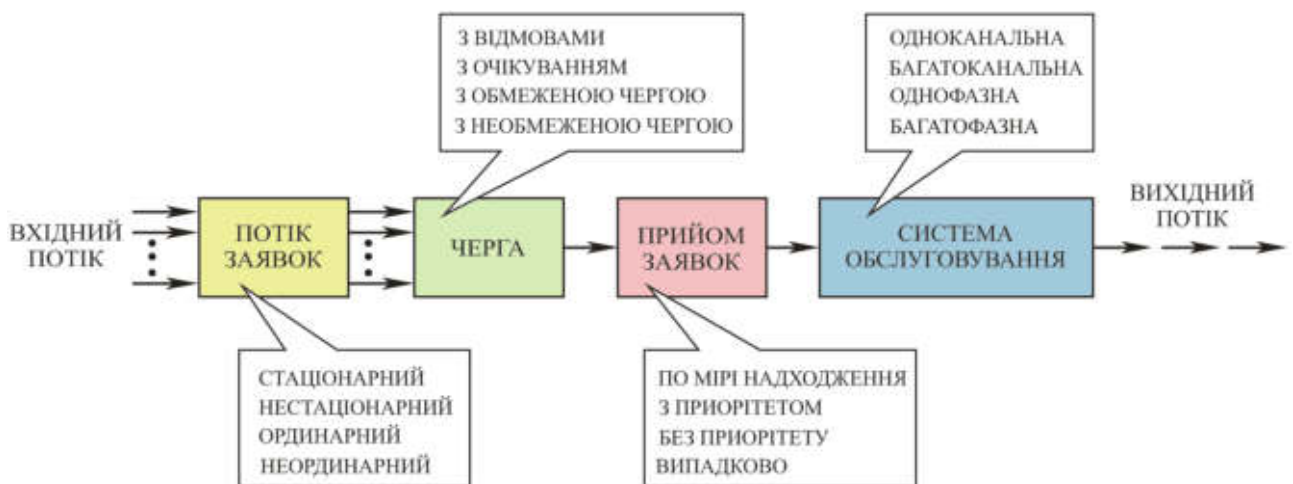 З ВІДМОВАМИ
З ОЧІКУВАННЯМ
З ОБМЕЖЕНОЮ ЧЕРГОЮ
З НЕОБМЕЖЕНОЮ ЧЕРГОЮ
ОДНОКАНАЛЬНА
БАГАТОКАНАЛЬНА
ОДНОФАЗНА
БАГАТОФАЗНА
ВХІДНИЙ
ПОТІК
ПОТІК
ЗАЯВОК
ЧЕРГА
ПРИЙОМ
ЗАЯВОК
СИСТЕМА
ОБСЛУГОВУВАННЯ
ВИХІДНИЙ
ПОТІК
СТАЦІОНАРНИЙ
НЕСТАЦІОНАРНИЙ
ОРДИНАРНИЙ
НЕОРДИНАРНИЙ
ПО МІРІ НАДХОДЖЕННЯ
З ПРИОРІТЕТОМ
БЕЗ ПРИОРІТЕТУ
ВИПАДКОВО